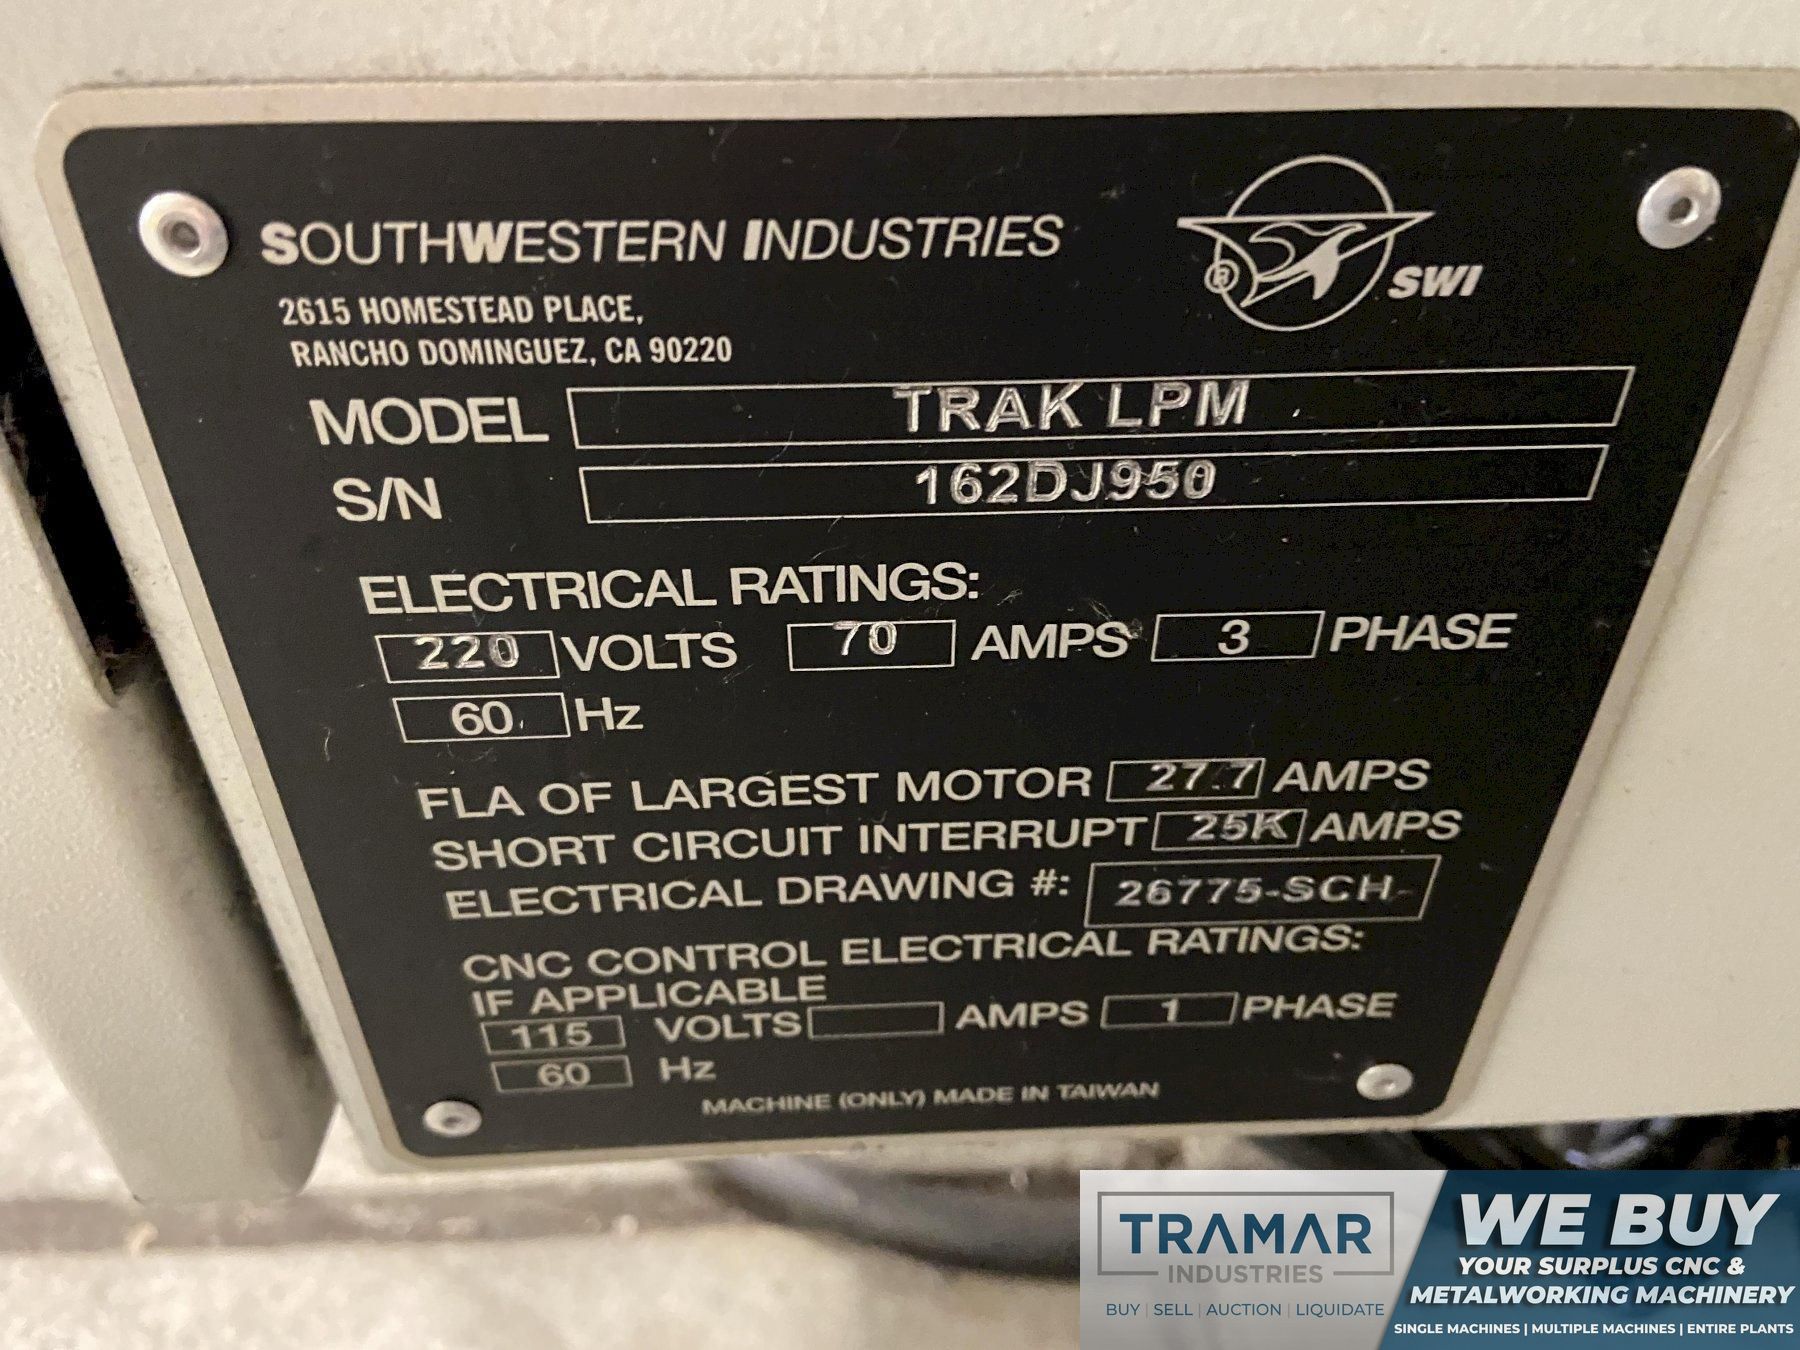 SOUTHWESTERN INDUSTRIES
® SWI
2615 HOMESTEAD PLACE,
RANCHO DOMINGUEZ, CA 90220
MODEL TRAK LPM
S/N 162DJ950
ELECTRICAL RATINGS:
220 VOLTS 70 AMPS 3 PHASE
60 Hz
FLA OF LARGEST MOTOR 27.7 AMPS
SHORT CIRCUIT INTERRUPT 25K AMPS
ELECTRICAL DRAWING #: 26775-SCH-
CNC CONTROL ELECTRICAL RATINGS:
IF APPLICABLE
115 VOLTS AMPS 1 PHASE
60 Hz
MACHINE (ONLY) MADE IN TAIWAN
TRAMAR
INDUSTRIES
BUY | SELL | AUCTION | LIQUIDATE
WE BUY
YOUR SURPLUS CNC &
METALWORKING MACHINERY
SINGLE MACHINES | MULTIPLE MACHINES | ENTIRE PLANTS